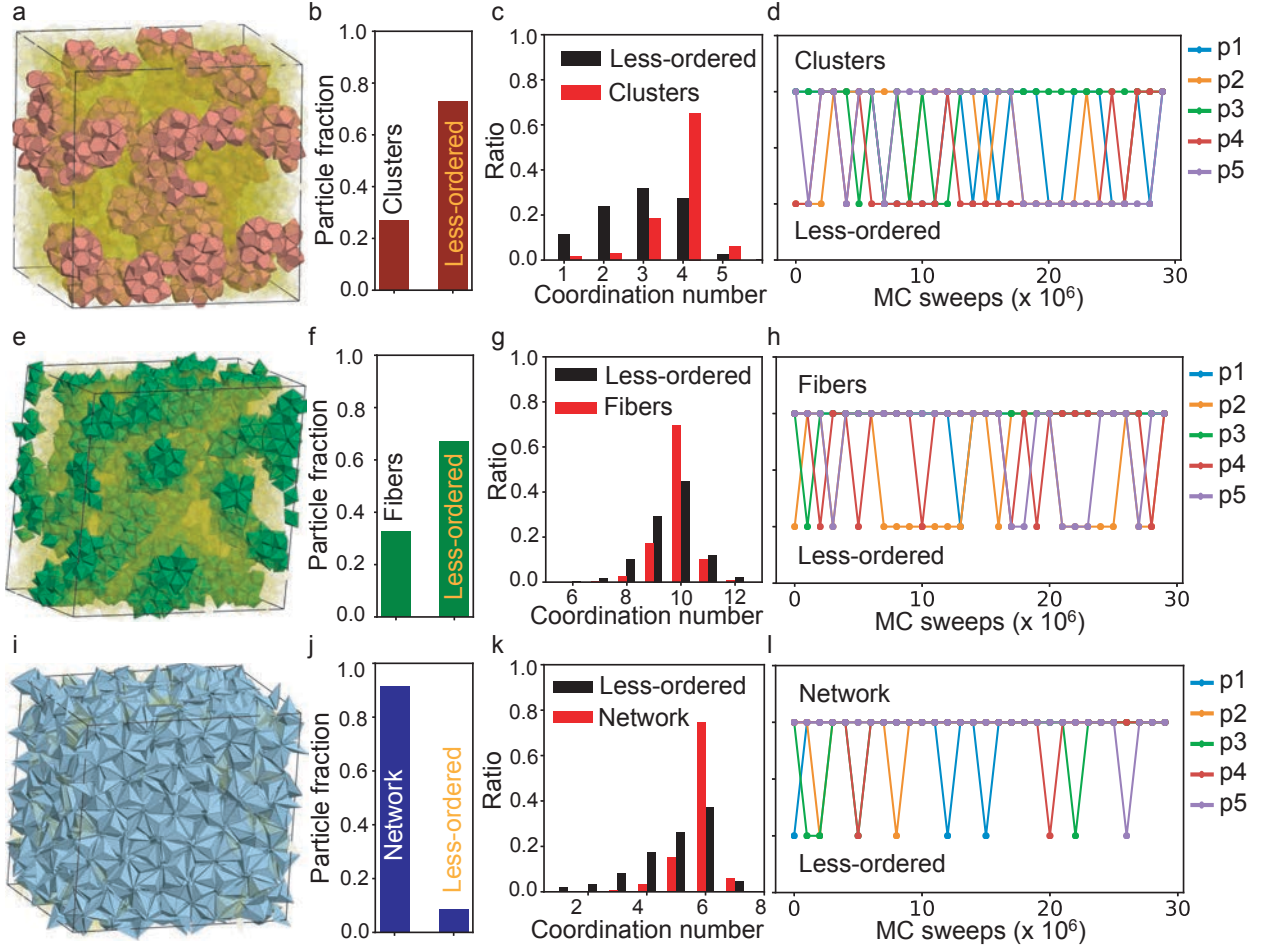 a
b
c
d
1.0
0.8
0.6
0.4
0.2
0.0
Particle fraction
Clusters
Less-ordered
1.0
0.8
0.6
0.4
0.2
0.0
Ratio
Less-ordered
Clusters
1 2 3 4 5
Coordination number
Clusters
Less-ordered
0 10 20 30
MC sweeps (x 10⁶)
p1
p2
p3
p4
p5
e
f
g
h
1.0
0.8
0.6
0.4
0.2
0.0
Particle fraction
Fibers
Less-ordered
1.0
0.8
0.6
0.4
0.2
0.0
Ratio
Less-ordered
Fibers
6 8 10 12
Coordination number
Fibers
Less-ordered
0 10 20 30
MC sweeps (x 10⁶)
p1
p2
p3
p4
p5
i
j
k
l
1.0
0.8
0.6
0.4
0.2
0.0
Particle fraction
Network
Less-ordered
1.0
0.8
0.6
0.4
0.2
0.0
Ratio
Less-ordered
Network
2 4 6 8
Coordination number
Network
Less-ordered
0 10 20 30
MC sweeps (x 10⁶)
p1
p2
p3
p4
p5